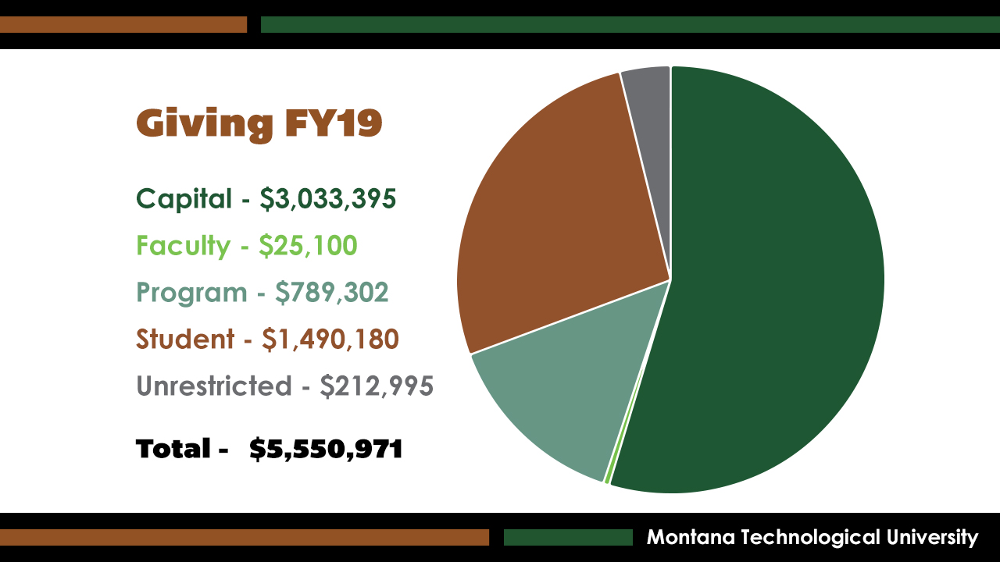 Giving FY19
Capital - $3,033,395
Faculty - $25,100
Program - $789,302
Student - $1,490,180
Unrestricted - $212,995
Total - $5,550,971
Montana Technological University